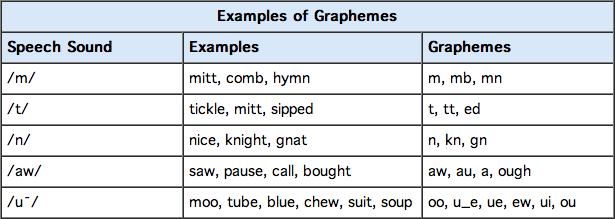 Examples of Graphemes
Speech Sound Examples Graphemes
/m/ mitt, comb, hymn m, mb, mn
/t/ tickle, mitt, sipped t, tt, ed
/n/ nice, knight, gnat n, kn, gn
/aw/ saw, pause, call, bought aw, au, a, ough
/uˉ/ moo, tube, blue, chew, suit, soup oo, u_e, ue, ew, ui, ou